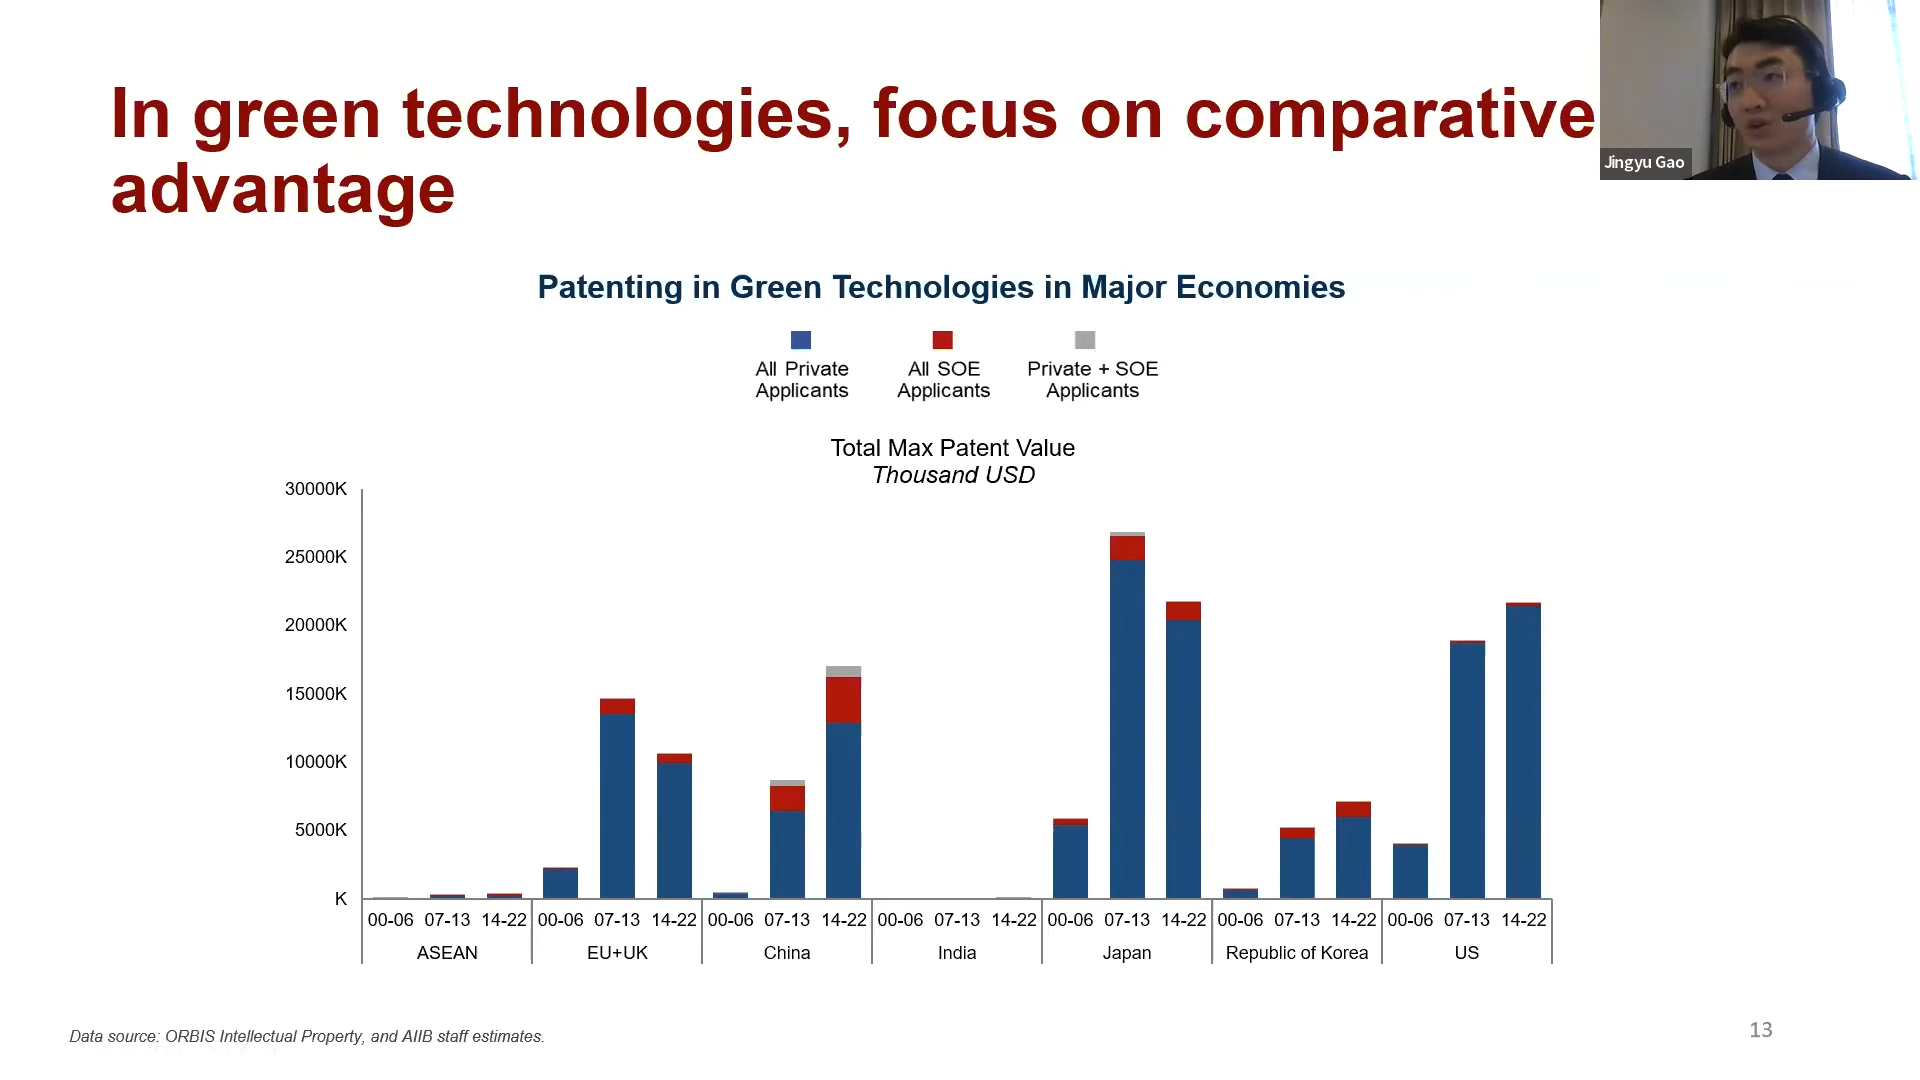 In green technologies, focus on comparative
advantage
Jingyu Gao
Patenting in Green Technologies in Major Economies
All Private
Applicants
All SOE
Applicants
Private + SOE
Applicants
Total Max Patent Value
Thousand USD
30000K
25000K
20000K
15000K
10000K
5000K
K
00-06 07-13 14-22 00-06 07-13 14-22 00-06 07-13 14-22 00-06 07-13 14-22 00-06 07-13 14-22 00-06 07-13 14-22 00-06 07-13 14-22
ASEAN EU+UK China India Japan Republic of Korea US
Data source: ORBIS Intellectual Property, and AIIB staff estimates.
13